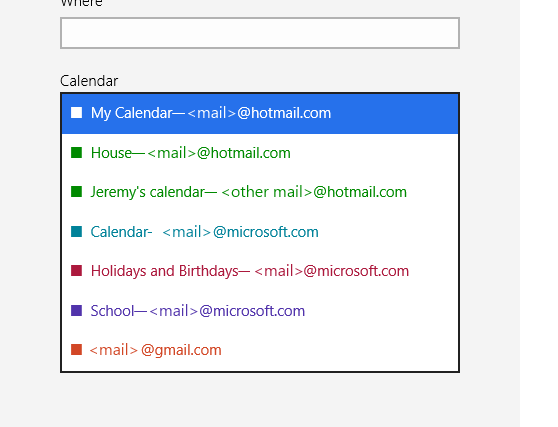 Where
Calendar
My Calendar—<mail>@hotmail.com
House—<mail>@hotmail.com
Jeremy's calendar—<other mail>@hotmail.com
Calendar- <mail>@microsoft.com
Holidays and Birthdays—<mail>@microsoft.com
School—<mail>@microsoft.com
<mail>@gmail.com